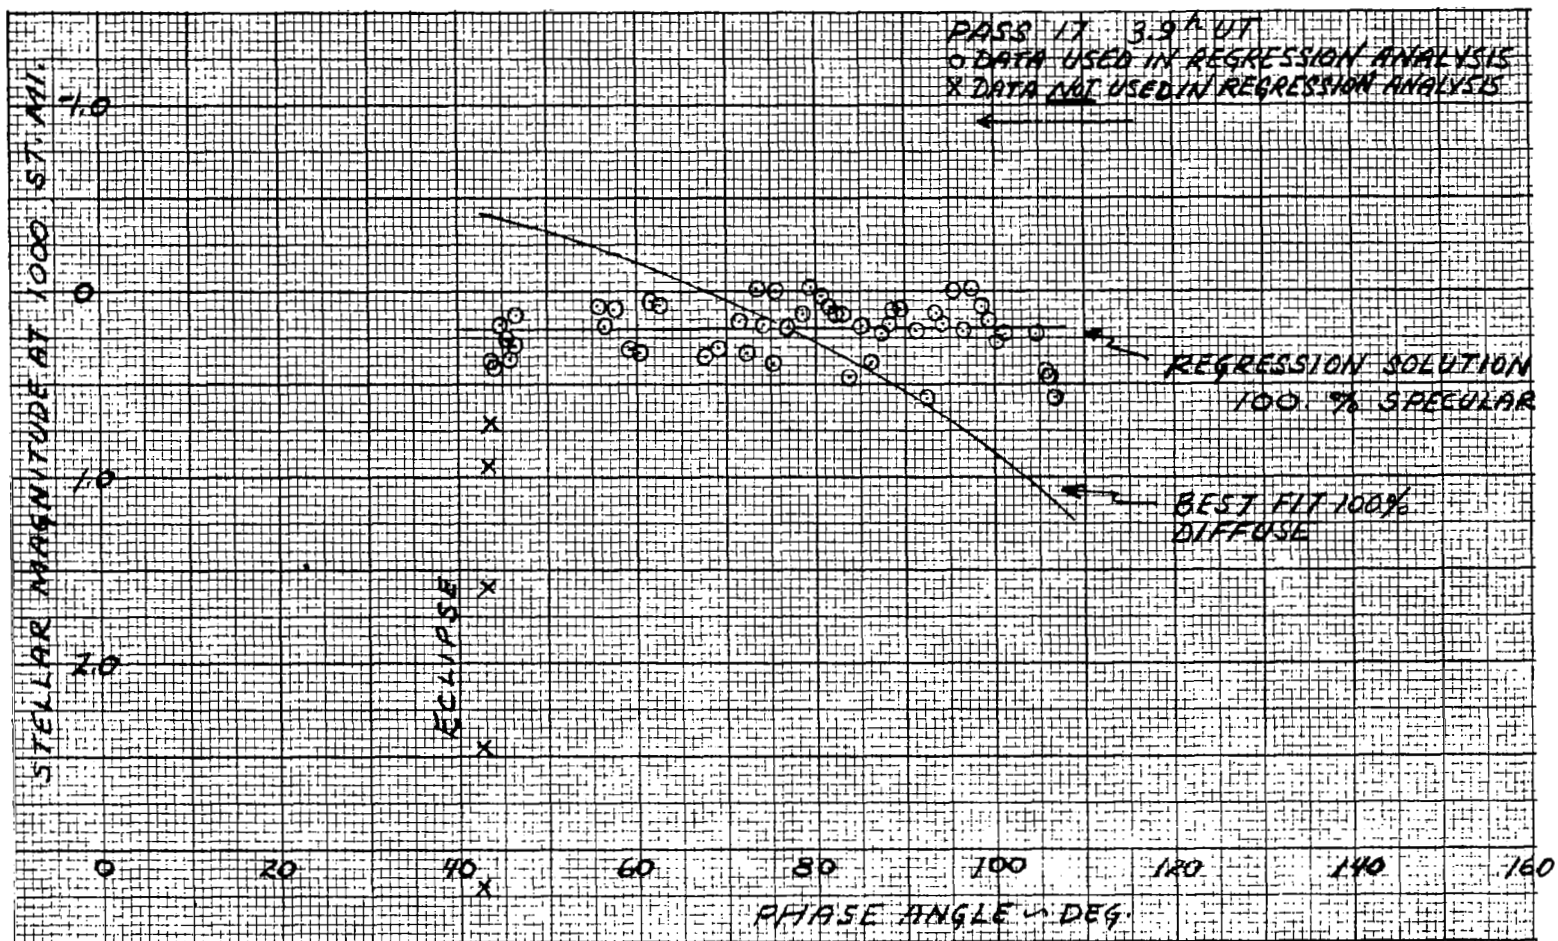 PASS 17 3.9h UT
O DATA USED IN REGRESSION ANALYSIS
X DATA NOT USED IN REGRESSION ANALYSIS
STELLAR MAGNITUDE AT 1000 ST. MI.
-1.0
0
1.0
2.0
REGRESSION SOLUTION
100. % SPECULAR
BEST FIT 100%
DIFFUSE
ECLIPSE
0 20 40 60 80 100 120 140 160
PHASE ANGLE ~ DEG.